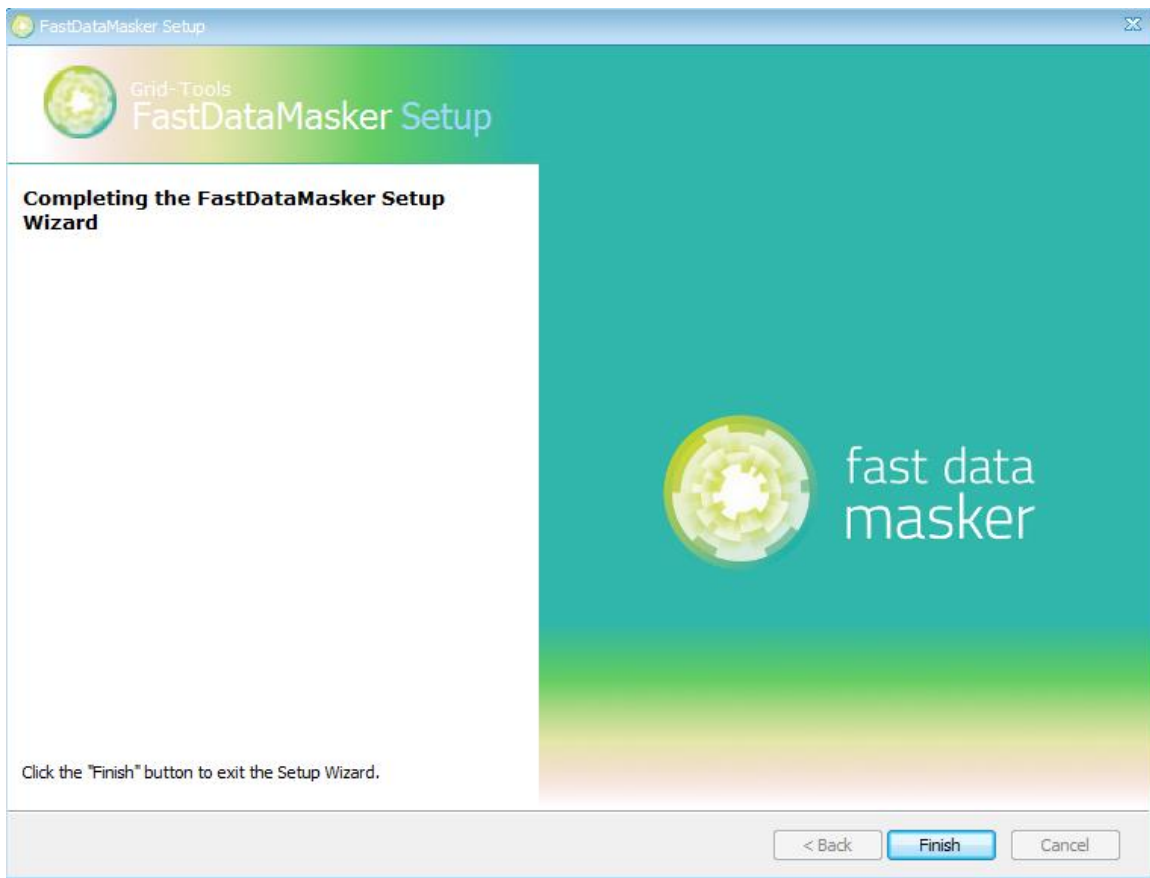 FastDataMasker Setup
Grid-Tools
FastDataMasker Setup
Completing the FastDataMasker Setup
Wizard
fast data
masker
Click the "Finish" button to exit the Setup Wizard.
< Back
Finish
Cancel